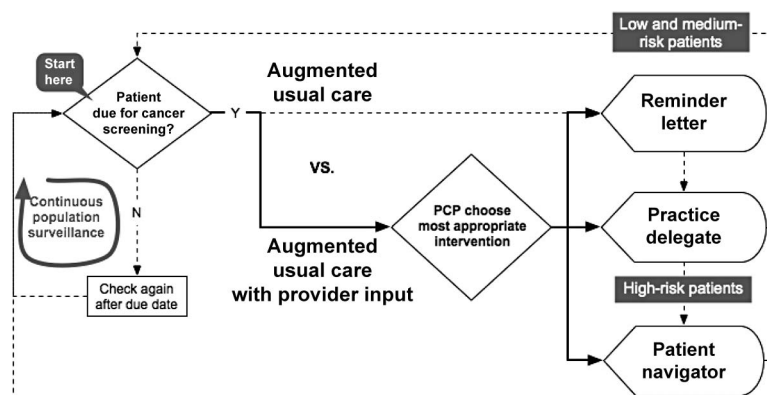 Low and medium-
risk patients
Start
here
Patient
due for cancer
screening?
Y
Augmented
usual care
Reminder
letter
vs.
Continuous
population
surveillance
N
PCP choose
most appropriate
intervention
Practice
delegate
Augmented
usual care
with provider input
Check again
after due date
High-risk patients
Patient
navigator